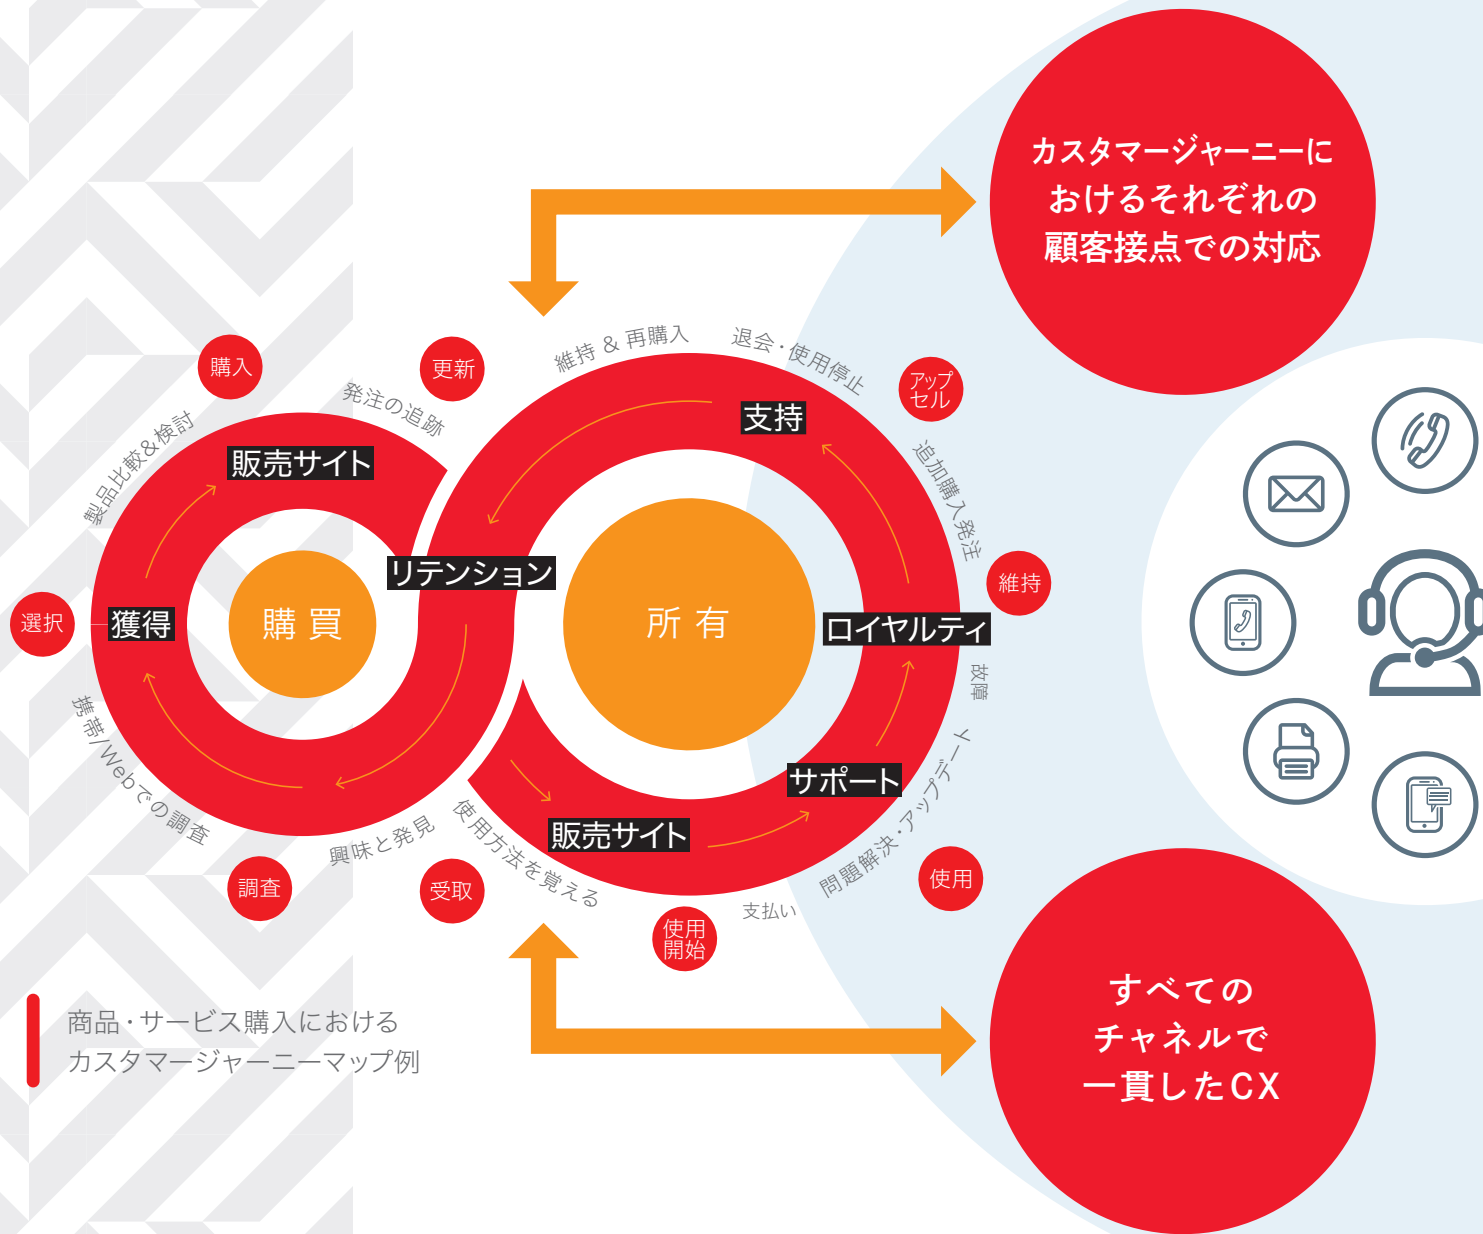 カスタマージャーニーに
おけるそれぞれの
顧客接点での対応
購入
更新
維持 & 再購入
退会・使用停止
アップ
セル
発注の追跡
製品比較&検討
販売サイト
支持
追加購入発注
リテンション
維持
選択
獲得
購買
所有
ロイヤルティ
故障
携帯/Webでの調査
サポート
問題解決・アップデート
販売サイト
興味と発見
使用方法を覚える
調査
受取
使用
支払い
使用
開始
商品・サービス購入における
カスタマージャーニーマップ例
すべての
チャネルで
一貫したCX